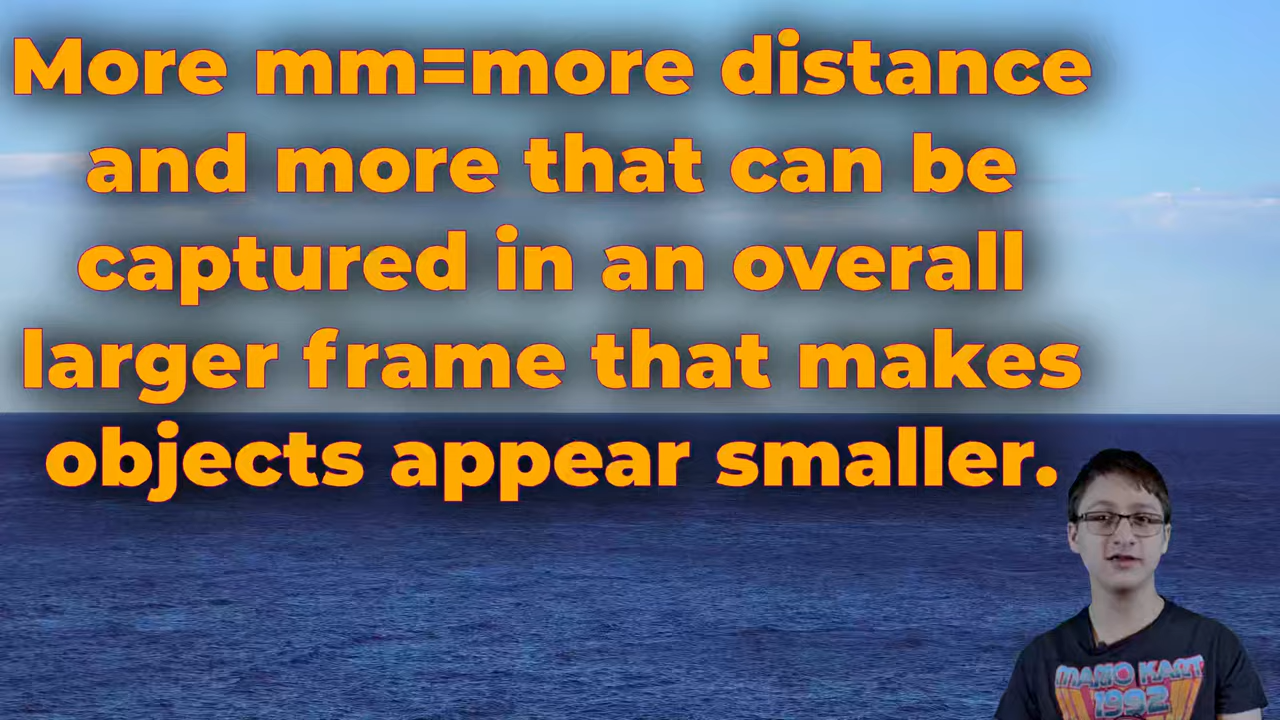 More mm=more distance
and more that can be
captured in an overall
larger frame that makes
objects appear smaller.
MARIO KART
1992